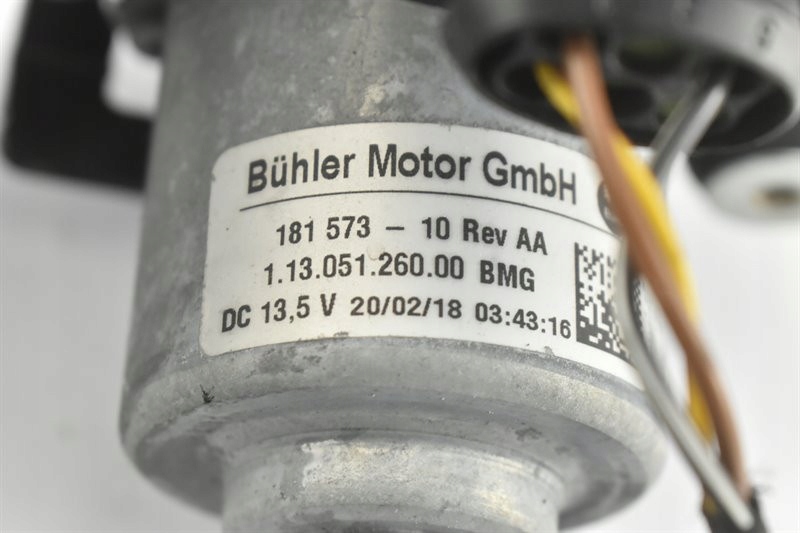 Bühler Motor GmbH
181 573 – 10 Rev AA
1.13.051.260.00 BMG
DC 13,5 V 20/02/18 03:43:16